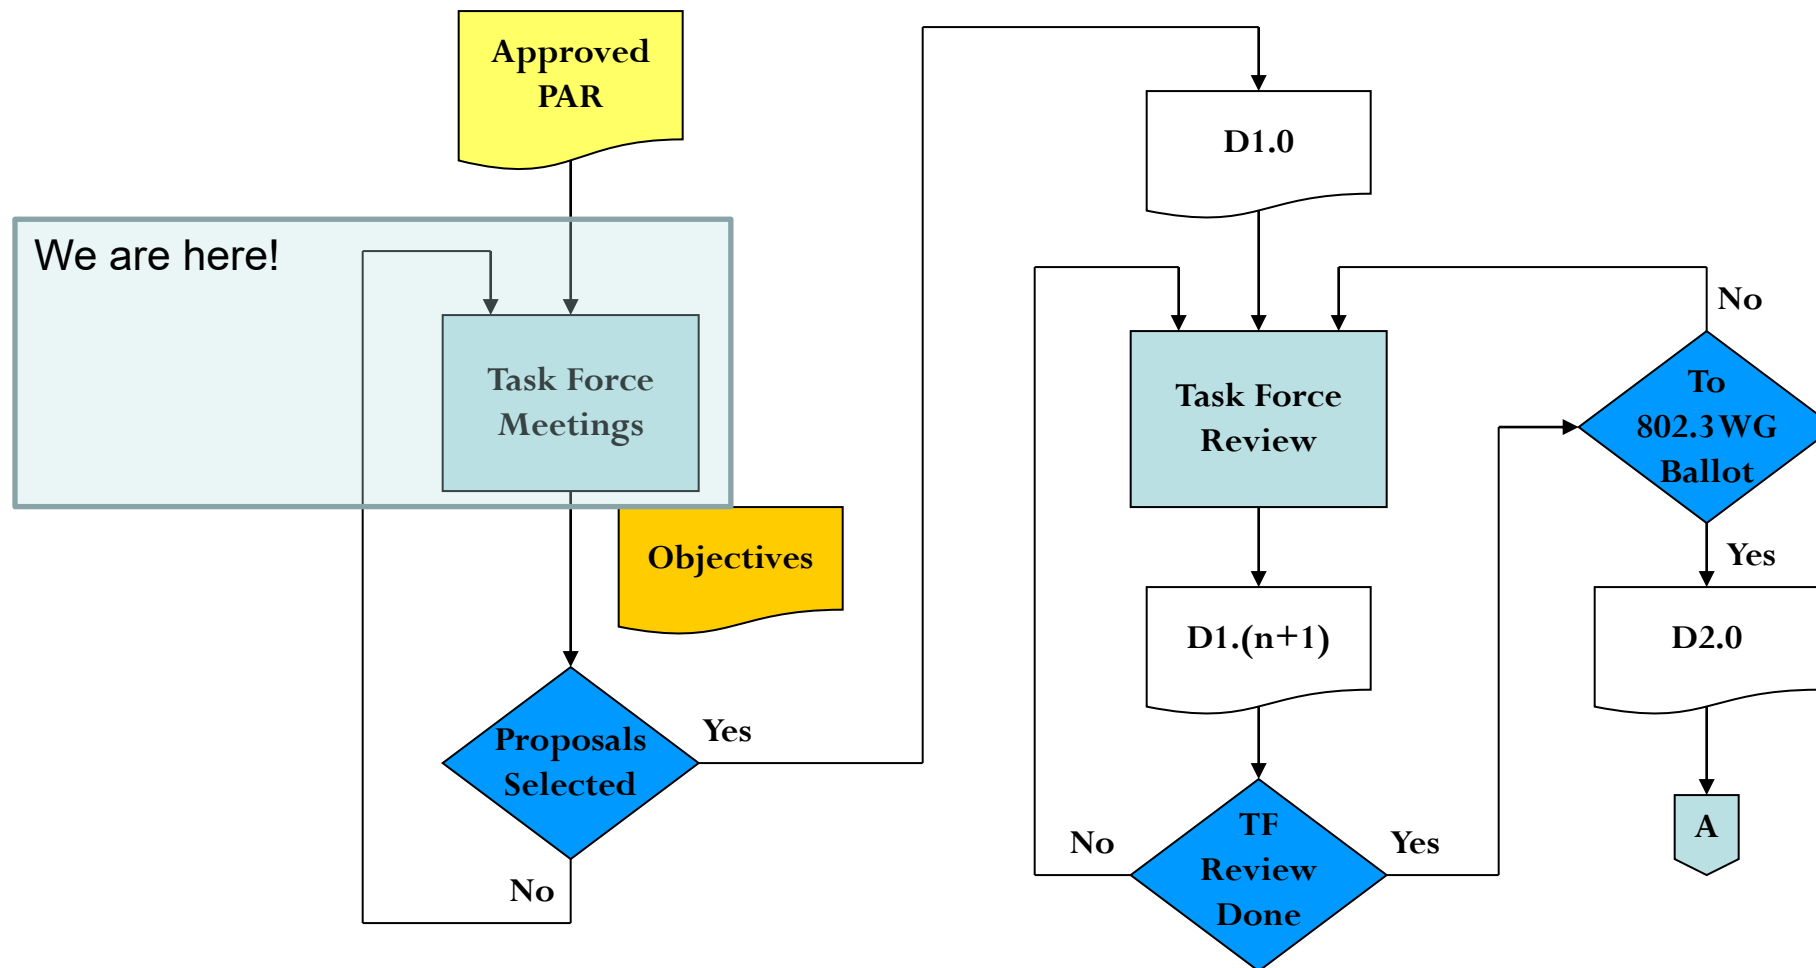 Approved
PAR
We are here!
Task Force
Meetings
Objectives
Proposals
Selected
Yes
No
D1.0
Task Force
Review
D1.(n+1)
TF
Review
Done
No
Yes
To
802.3 WG
Ballot
No
Yes
D2.0
A